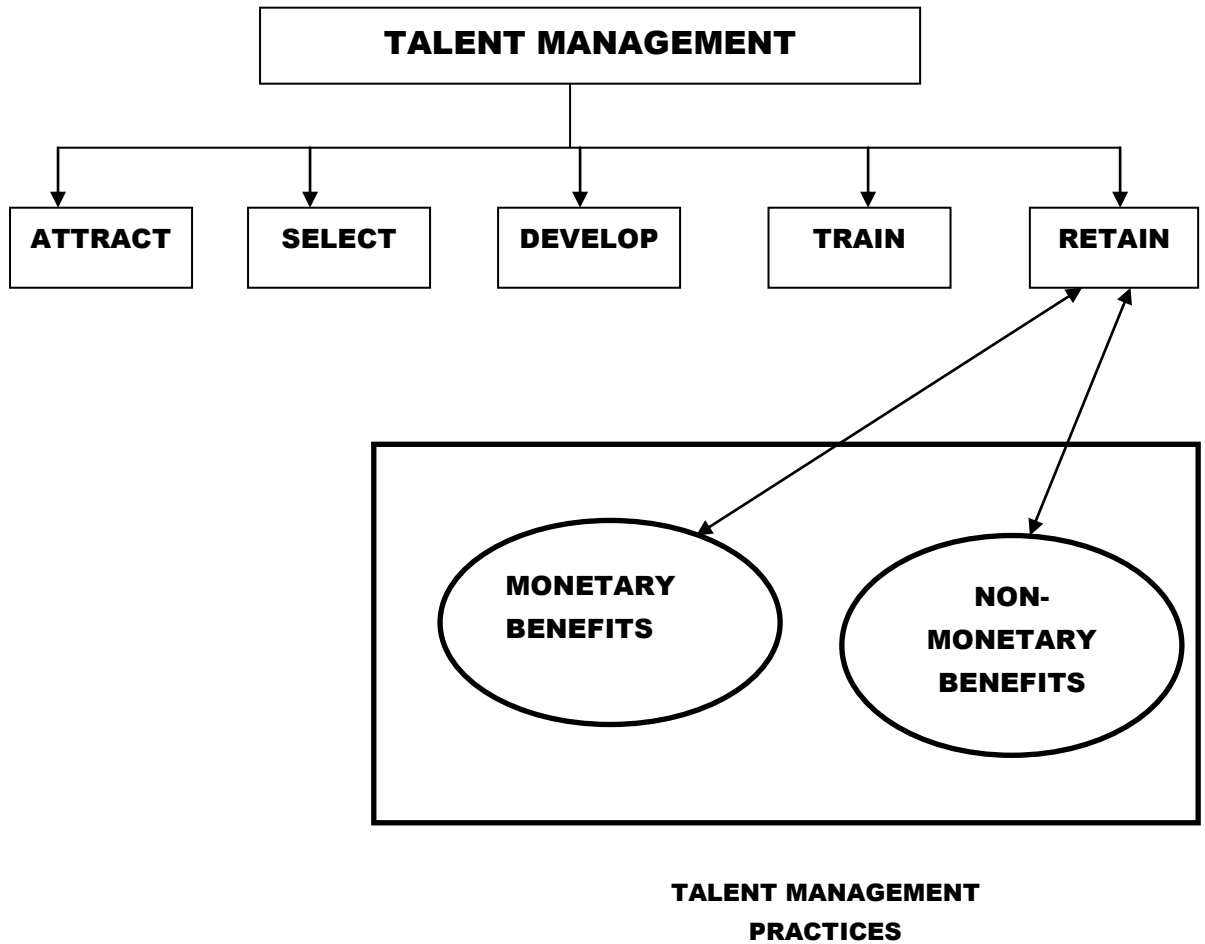 TALENT MANAGEMENT
ATTRACT
SELECT
DEVELOP
TRAIN
RETAIN
MONETARY
BENEFITS
NON-
MONETARY
BENEFITS
TALENT MANAGEMENT
PRACTICES